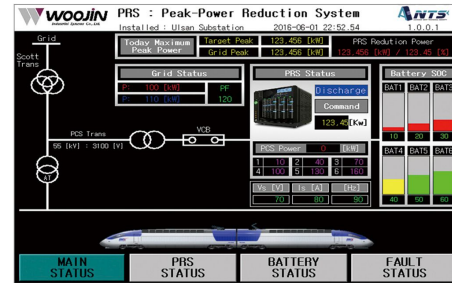 WOOJIN
PRS : Peak-Power Reduction System
ANTS
Installed : Ulsan Substation 2016-06-01 22:52.54 1.0.0.1
Grid
Scott
Trans
Today Maximum
Peak Power
Target Peak 123.456 [kW]
Grid Peak 123.456 [kW]
PRS Redution Power
123.456 [kW] / 123.45 [%]
Grid Status
P: 100 [kW] PF
P: 110 [kW] 120
PRS Status
Discharge
Command
123.45[Kw]
PCS Power 0 [kW]
1 10 2 40 3 70
4 100 5 130 6 160
Vs [V] Is [A] [Hz]
70 80 90
Battery SOC
BAT1 BAT2 BAT3
10 20 30
BAT4 BAT5 BAT6
40 50 60
PCS Trans
55 [kV] : 3100 [V]
VCB
AT
MAIN
STATUS
PRS
STATUS
BATTERY
STATUS
FAULT
STATUS